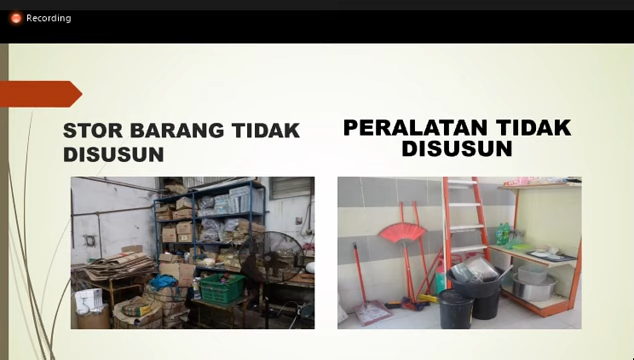 Recording
STOR BARANG TIDAK
DISUSUN
PERALATAN TIDAK
DISUSUN